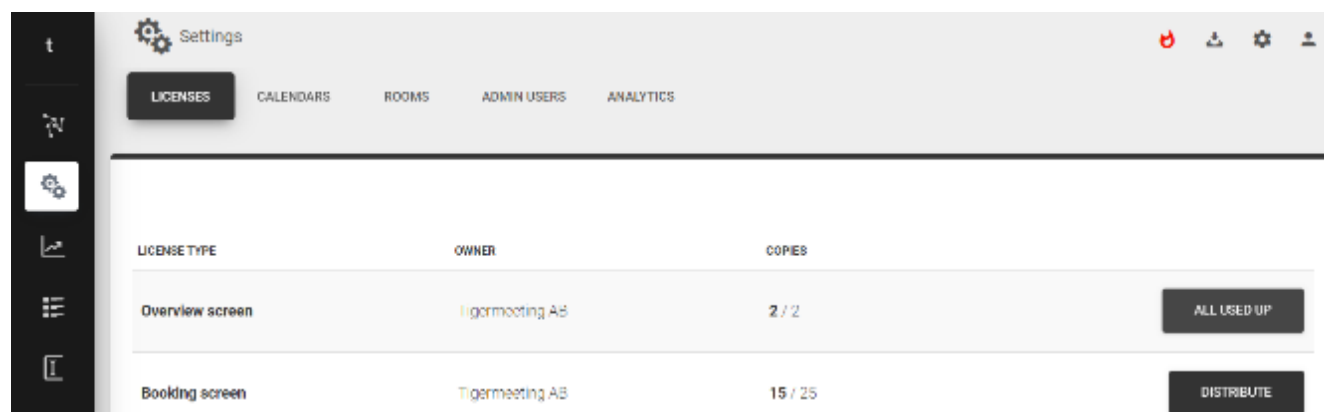 t
Settings
LICENSES CALENDARS ROOMS ADMIN USERS ANALYTICS
LICENSE TYPE OWNER COPIES
Overview screen Tigermeeting AB 2 / 2 ALL USED UP
Booking screen Tigermeeting AB 15 / 25 DISTRIBUTE